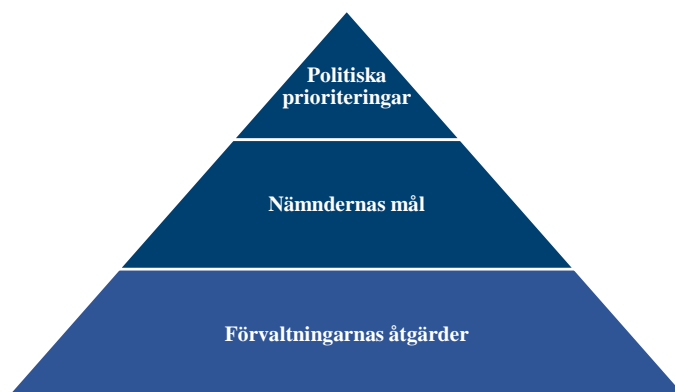 Politiska
prioriteringar
Nämndernas mål
Förvaltningarnas åtgärder